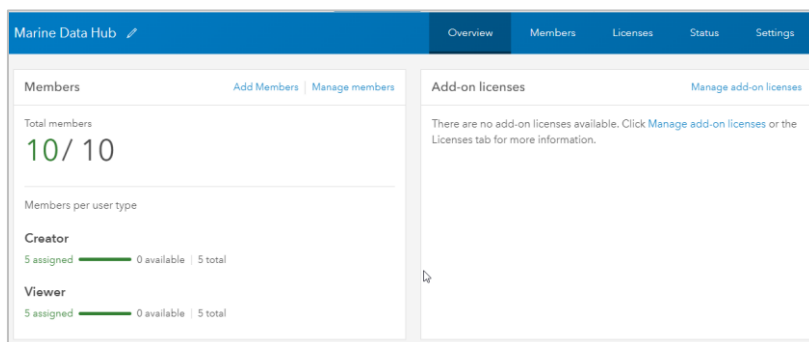 Marine Data Hub
Overview Members Licenses Status Settings
Members Add Members | Manage members
Total members
10/ 10
Members per user type
Creator
5 assigned 0 available | 5 total
Viewer
5 assigned 0 available | 5 total
Add-on licenses Manage add-on licenses
There are no add-on licenses available. Click Manage add-on licenses or the
Licenses tab for more information.